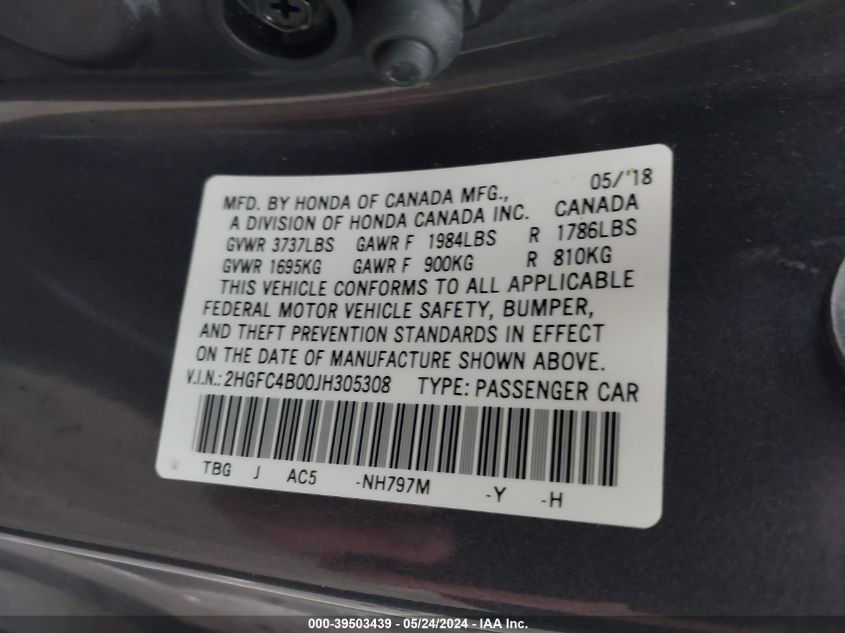 MFD. BY HONDA OF CANADA MFG., 05/'18
A DIVISION OF HONDA CANADA INC. CANADA
GVWR 3737LBS GAWR F 1984LBS R 1786LBS
GVWR 1695KG GAWR F 900KG R 810KG
THIS VEHICLE CONFORMS TO ALL APPLICABLE
FEDERAL MOTOR VEHICLE SAFETY, BUMPER,
AND THEFT PREVENTION STANDARDS IN EFFECT
ON THE DATE OF MANUFACTURE SHOWN ABOVE.
V.I.N.: 2HGFC4B00JH305308 TYPE: PASSENGER CAR
TBG J AC5 -NH797M -Y -H
000-39503439 - 05/24/2024 - IAA Inc.